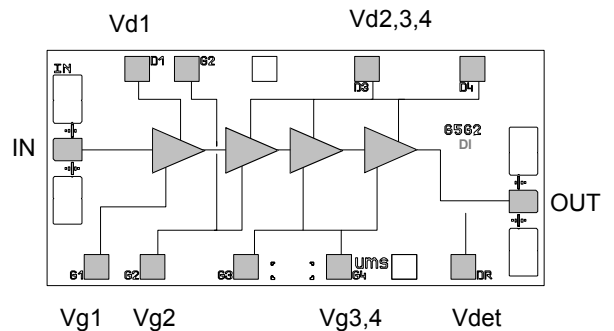 Vd1 Vd2,3,4
IN D1 G2 D3 D4
G5G2
DI
IN
OUT
G1 G2 G3 ums G4 DR
Vg1 Vg2 Vg3,4 Vdet